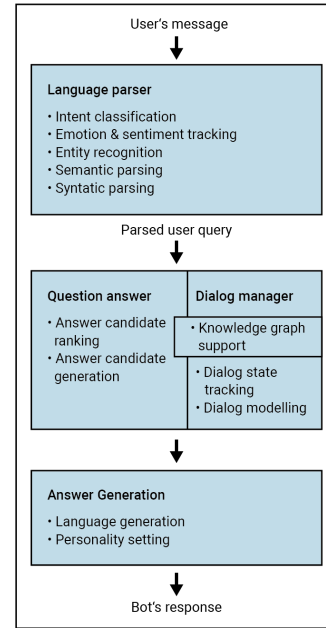 User's message
Language parser
• Intent classification
• Emotion & sentiment tracking
• Entity recognition
• Semantic parsing
• Syntatic parsing
Parsed user query
Question answer
• Answer candidate
ranking
• Answer candidate
generation
Dialog manager
• Knowledge graph
support
• Dialog state
tracking
• Dialog modelling
Answer Generation
• Language generation
• Personality setting
Bot's response